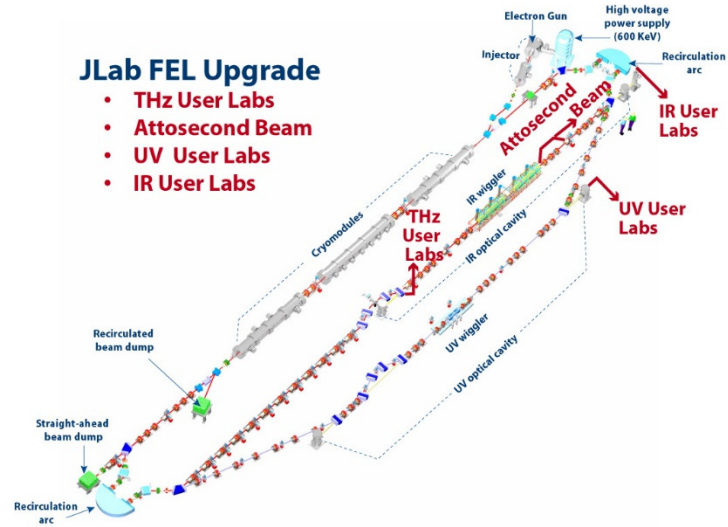 JLab FEL Upgrade
• THz User Labs
• Attosecond Beam
• UV User Labs
• IR User Labs
Electron Gun
High voltage
power supply
(600 KeV)
Injector
Recirculation
arc
IR User
Labs
Attosecond
Beam
UV User
Labs
IR wiggler
IR optical cavity
THz
User
Labs
Cryomodules
UV wiggler
UV optical cavity
Recirculated
beam dump
Straight-ahead
beam dump
Recirculation
arc